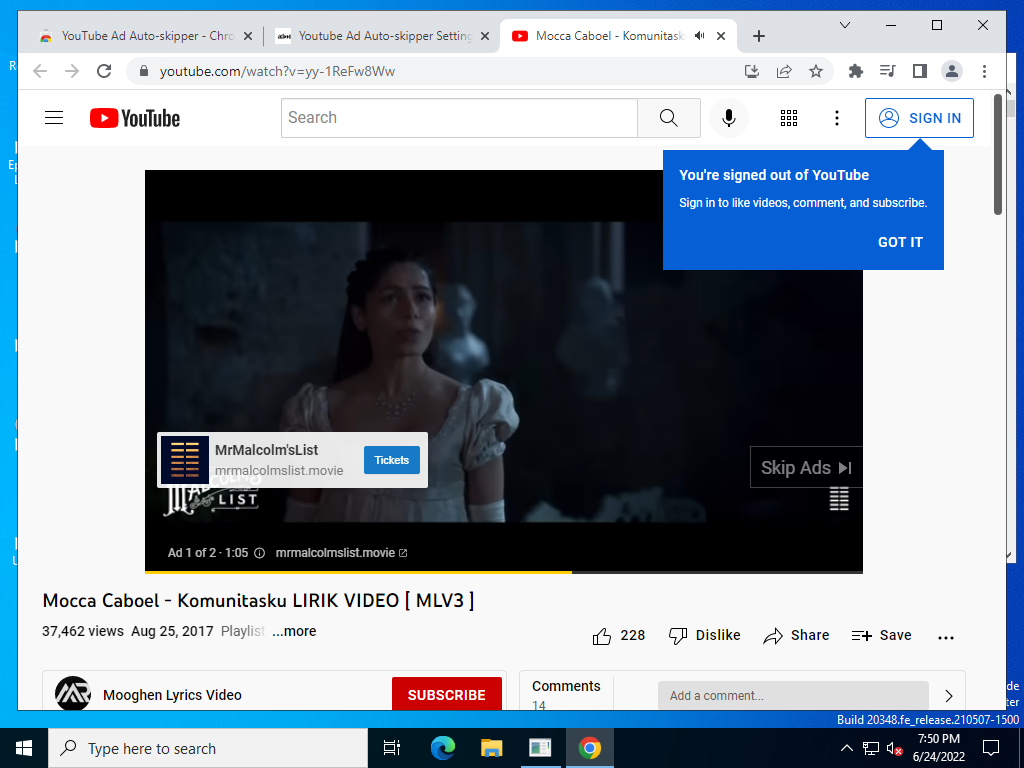 YouTube Ad Auto-skipper - Chro
Youtube Ad Auto-skipper Setting
Mocca Caboel - Komunitask
youtube.com/watch?v=yy-1ReFw8Ww
YouTube
Search
SIGN IN
You're signed out of YouTube
Sign in to like videos, comment, and subscribe.
GOT IT
MrMalcolm'sList
mrmalcolmslist.movie
Tickets
LIST
Skip Ads
Ad 1 of 2 · 1:05
mrmalcolmslist.movie
Mocca Caboel - Komunitasku LIRIK VIDEO [ MLV3 ]
37,462 views Aug 25, 2017 Playlist ...more
228
Dislike
Share
Save
Mooghen Lyrics Video
SUBSCRIBE
Comments
14
Add a comment...
Build 20348.fe_release.210507-1500
Type here to search
7:50 PM
6/24/2022